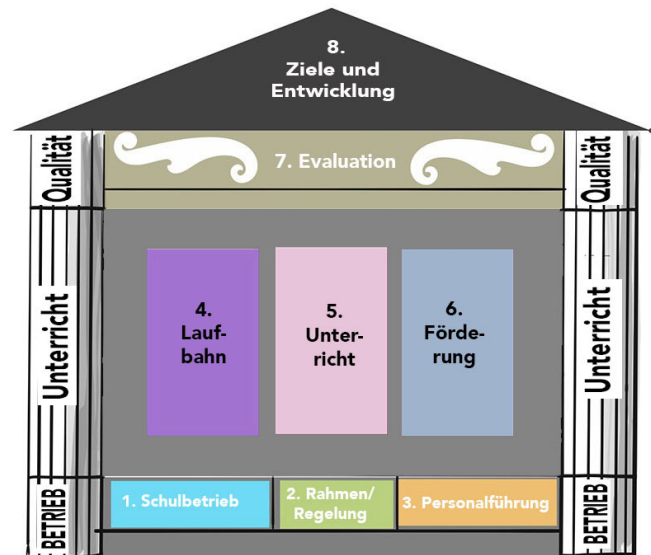 8.
Ziele und
Entwicklung
Qualität
7. Evaluation
Qualität
Unterricht
4.
Lauf-
bahn
5.
Unter-
richt
6.
Förde-
rung
Unterricht
BETRIEB
1. Schulbetrieb
2. Rahmen/
Regelung
3. Personalführung
BETRIEB